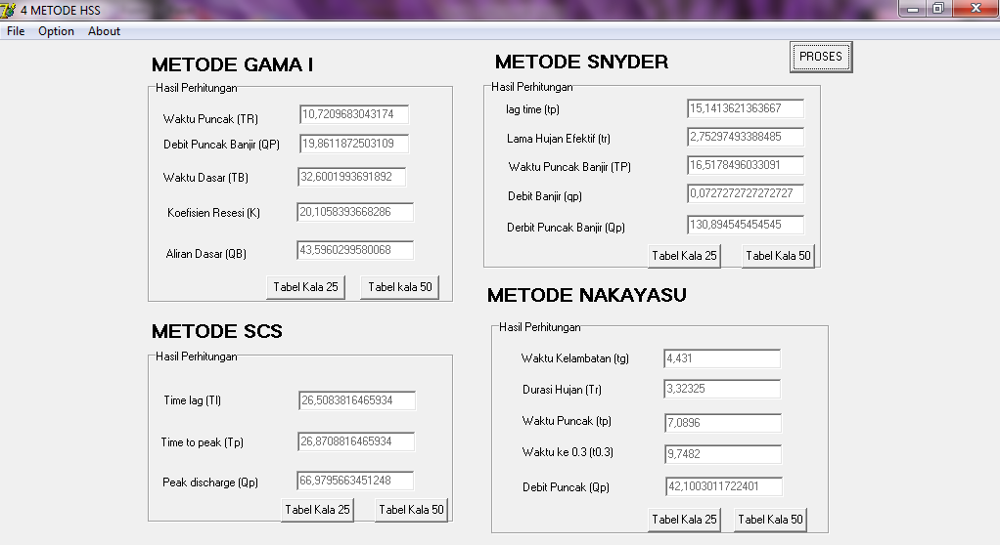 4 METODE HSS
File Option About
PROSES
METODE GAMA I
Hasil Perhitungan
Waktu Puncak (TR) 10,7209683043174
Debit Puncak Banjir (QP) 19,8611872503109
Waktu Dasar (TB) 32,6001993691892
Koefisien Resesi (K) 20,1058393668286
Aliran Dasar (QB) 43,5960299580068
Tabel Kala 25 Tabel kala 50
METODE SNYDER
Hasil Perhitungan
lag time (tp) 15,1413621363667
Lama Hujan Efektif (tr) 2,75297493388485
Waktu Puncak Banjir (TP) 16,5178496033091
Debit Banjir (qp) 0,0727272727272727
Derbit Puncak Banjir (Qp) 130,894545454545
Tabel Kala 25 Tabel Kala 50
METODE SCS
Hasil Perhitungan
Time lag (Tl) 26,5083816465934
Time to peak (Tp) 26,8708816465934
Peak discharge (Qp) 66,9795663451248
Tabel Kala 25 Tabel Kala 50
METODE NAKAYASU
Hasil Perhitungan
Waktu Kelambatan (tg) 4,431
Durasi Hujan (Tr) 3,32325
Waktu Puncak (tp) 7,0896
Waktu ke 0.3 (t0.3) 9,7482
Debit Puncak (Qp) 42,1003011722401
Tabel Kala 25 Tabel Kala 50